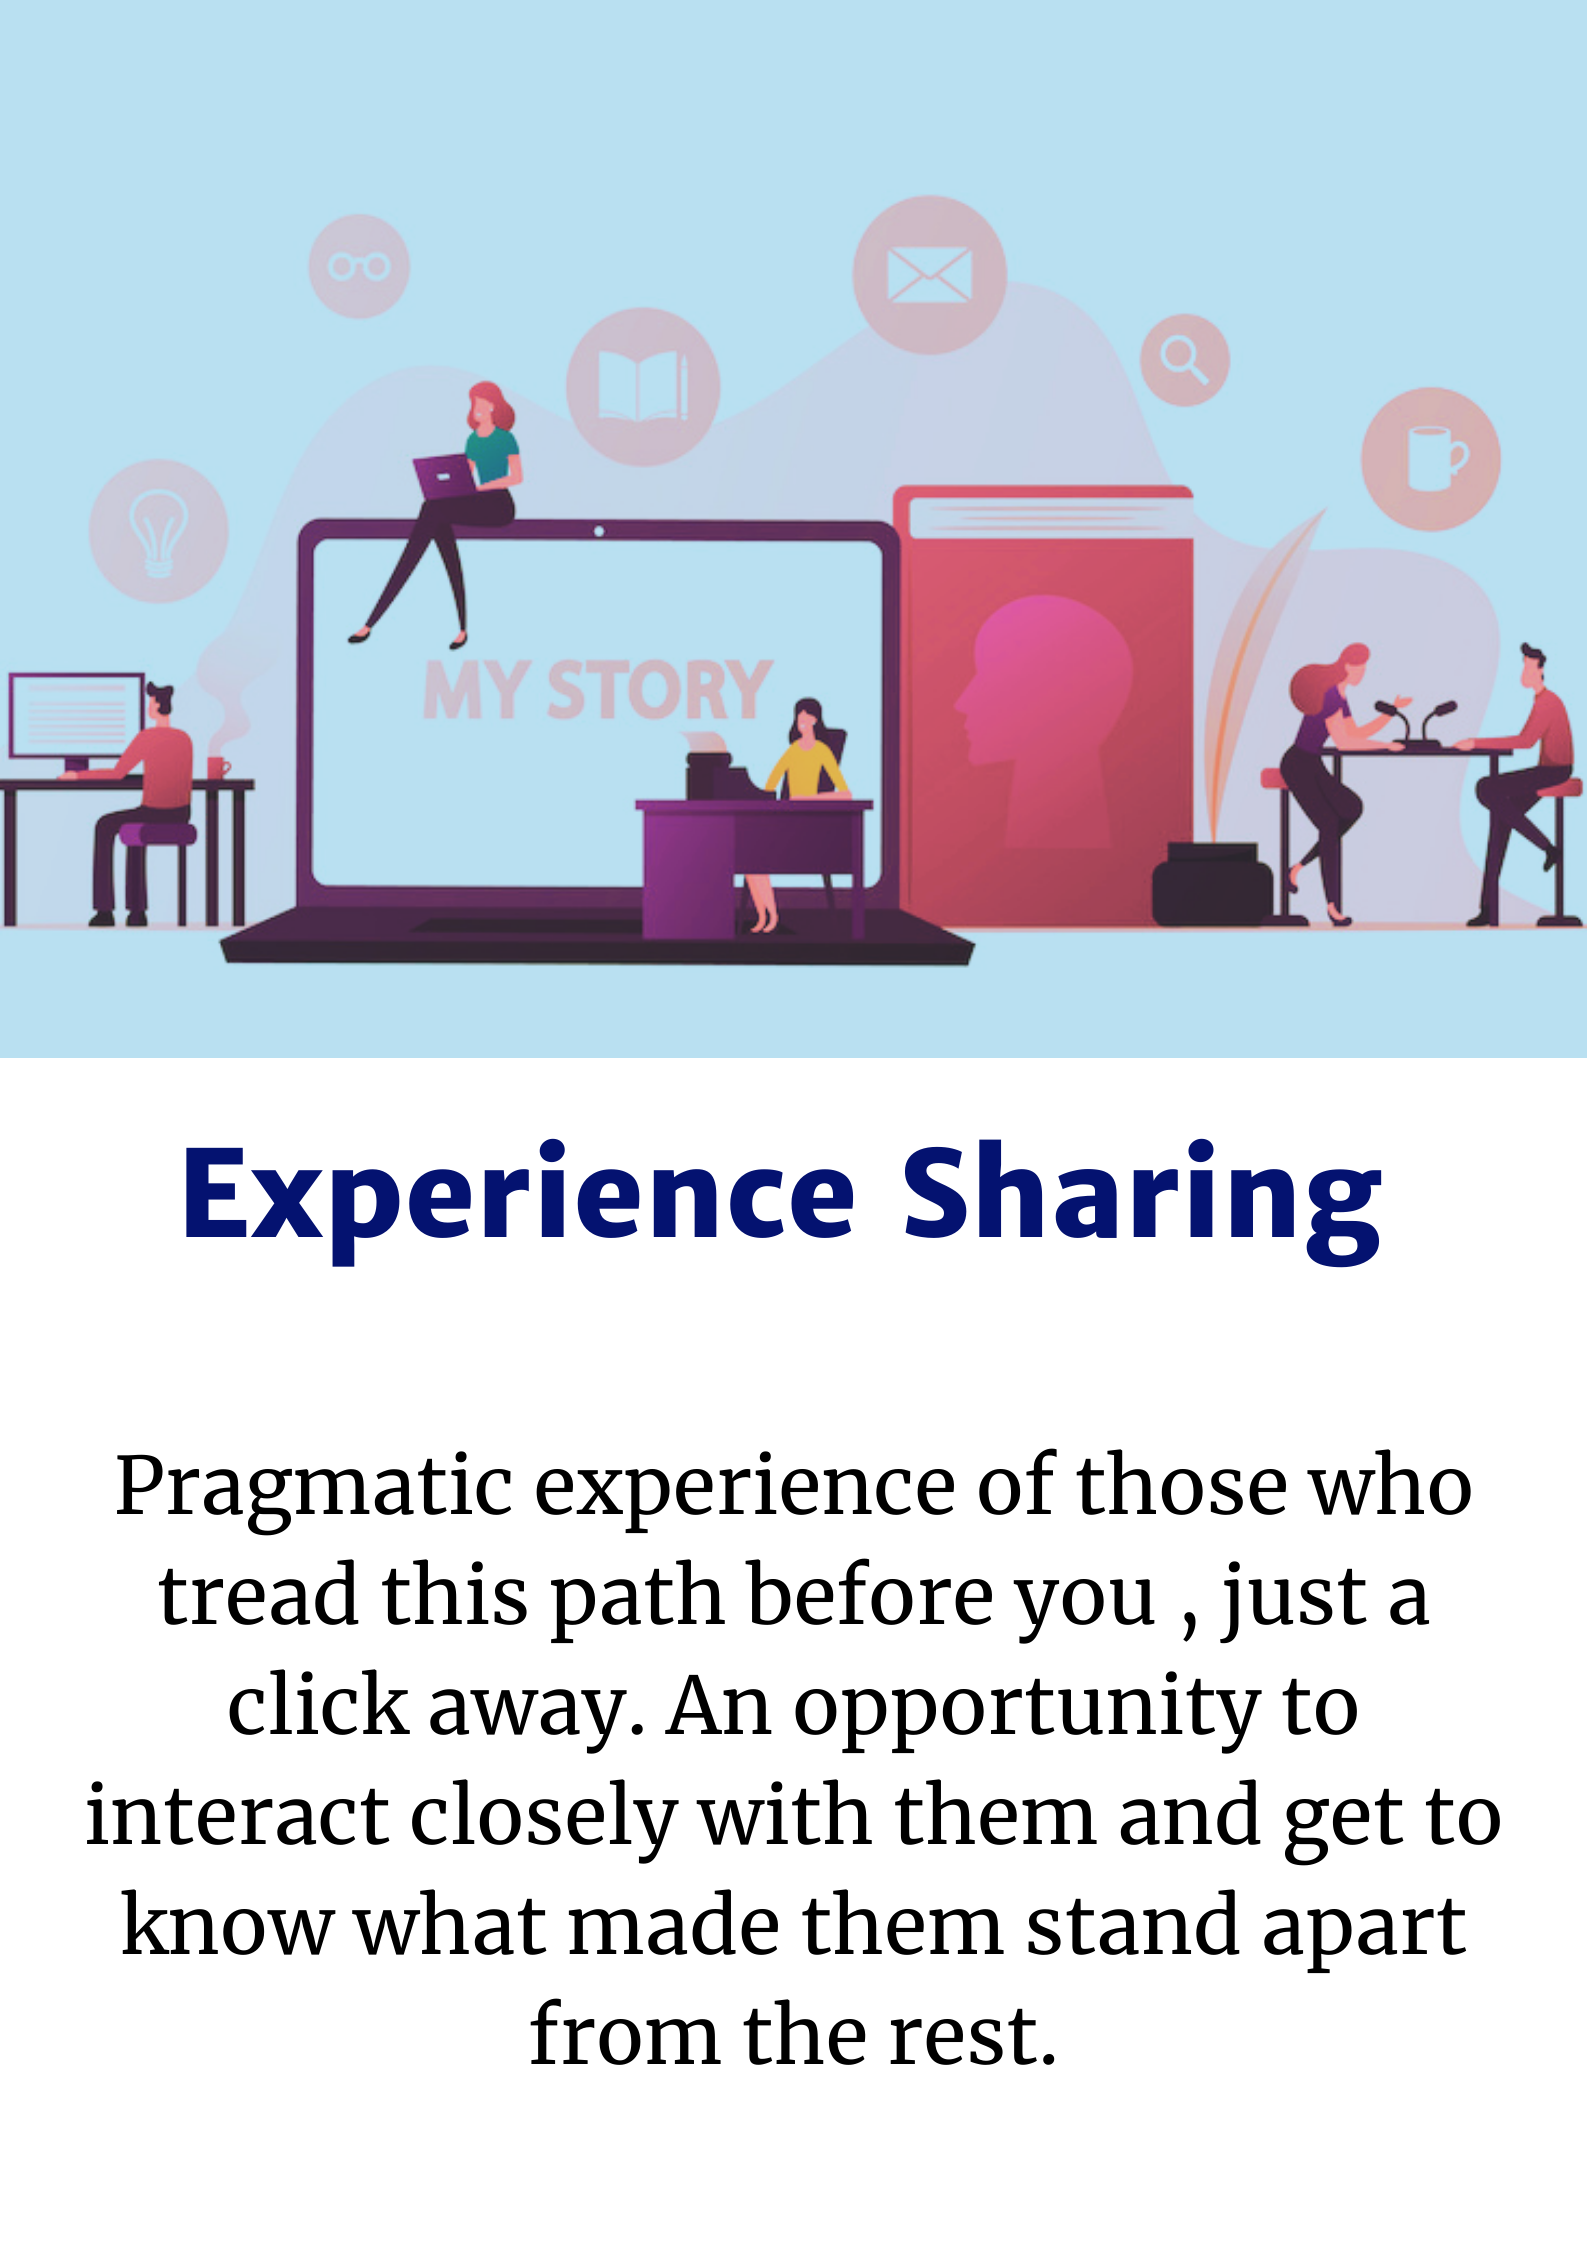 MY STORY
Experience Sharing
Pragmatic experience of those who
tread this path before you , just a
click away. An opportunity to
interact closely with them and get to
know what made them stand apart
from the rest.